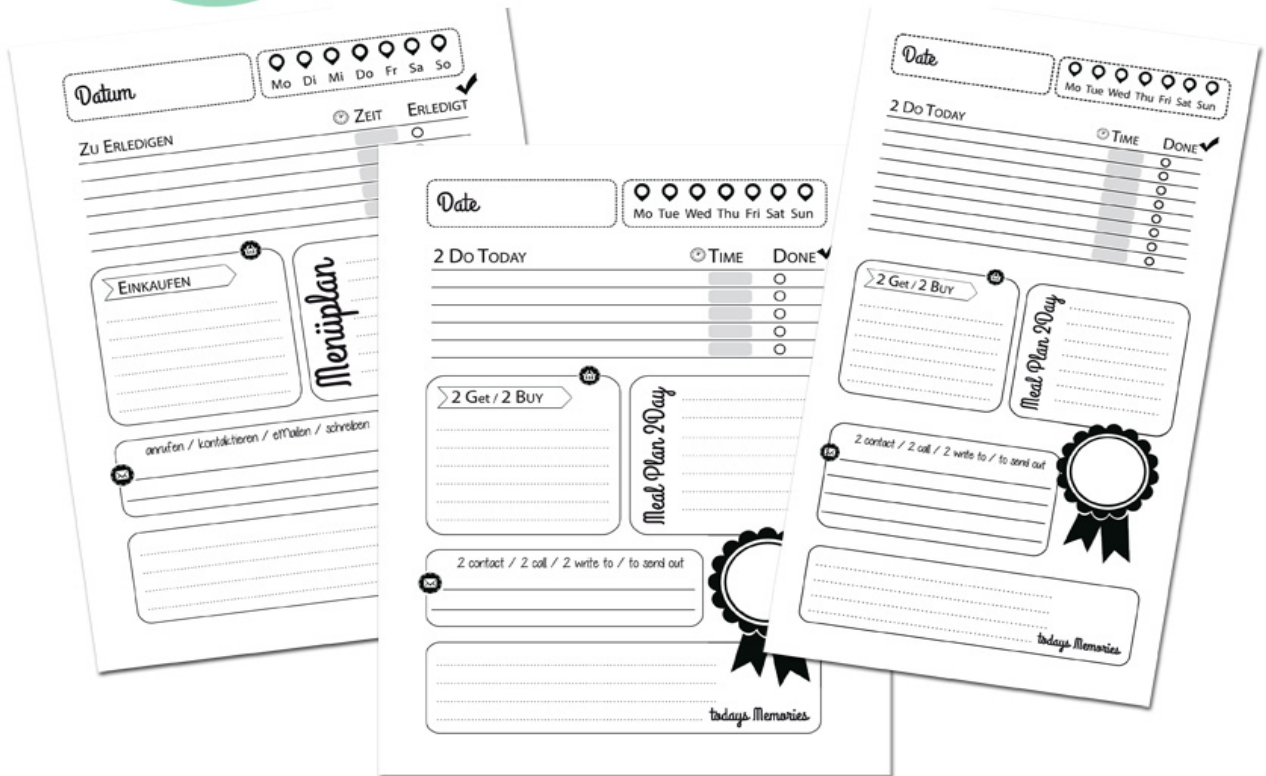 Datum
Mo Di Mi Do Fr Sa So
Zu Erledigen Zeit Erledigt
Einkaufen
Menüplan
anrufen / kontaktieren / eMailen / schreiben
Date
Mo Tue Wed Thu Fri Sat Sun
2 Do Today Time Done
2 Get / 2 Buy
Meal Plan 2Day
2 contact / 2 call / 2 write to / to send out
todays Memories
Date
Mo Tue Wed Thu Fri Sat Sun
2 Do Today Time Done
2 Get / 2 Buy
Meal Plan 2Day
2 contact / 2 call / 2 write to / to send out
todays Memories